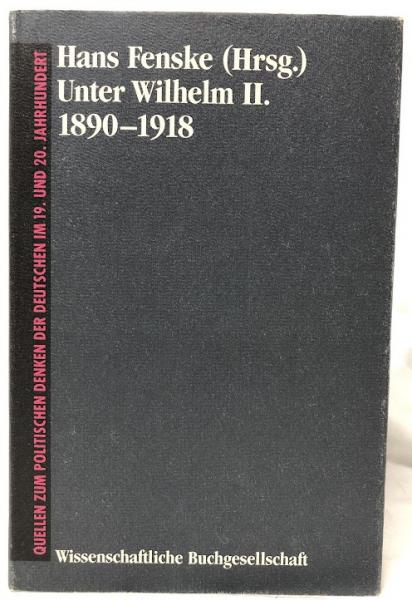 Hans Fenske (Hrsg.)
Unter Wilhelm II.
1890–1918
QUELLEN ZUM POLITISCHEN DENKEN DER DEUTSCHEN IM 19. UND 20. JAHRHUNDERT
Wissenschaftliche Buchgesellschaft